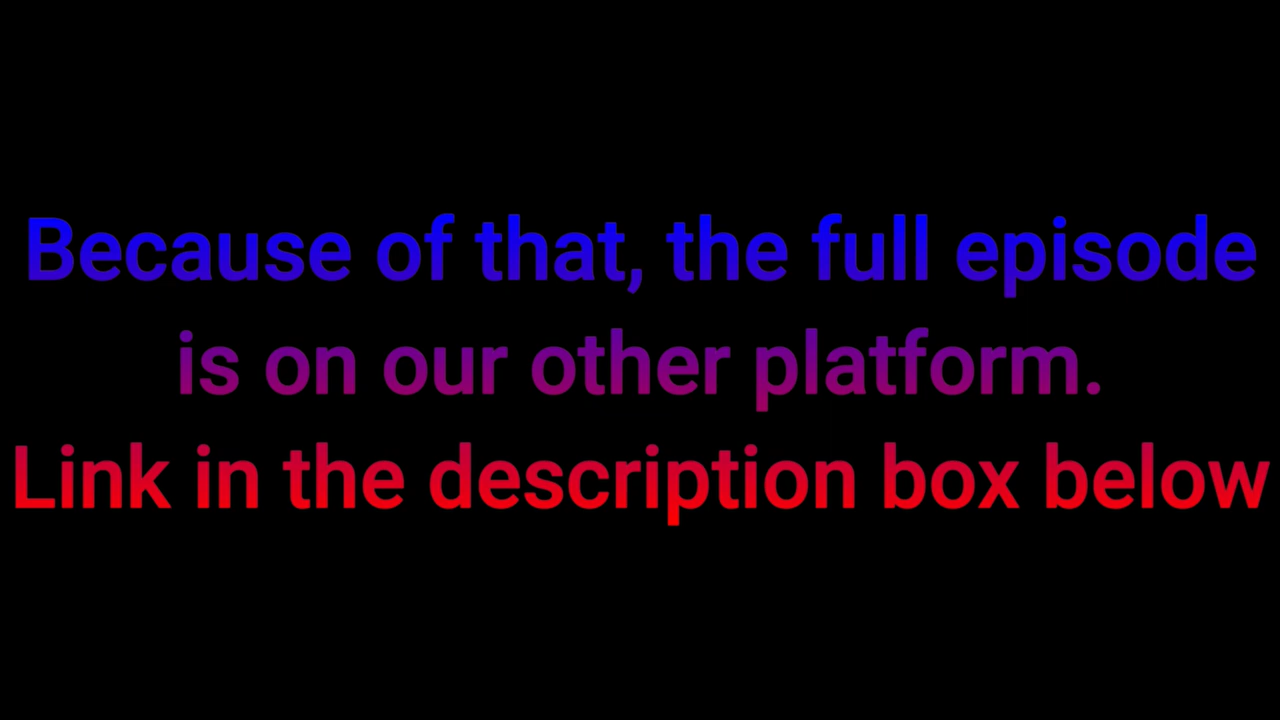 Because of that, the full episode
is on our other platform.
Link in the description box below